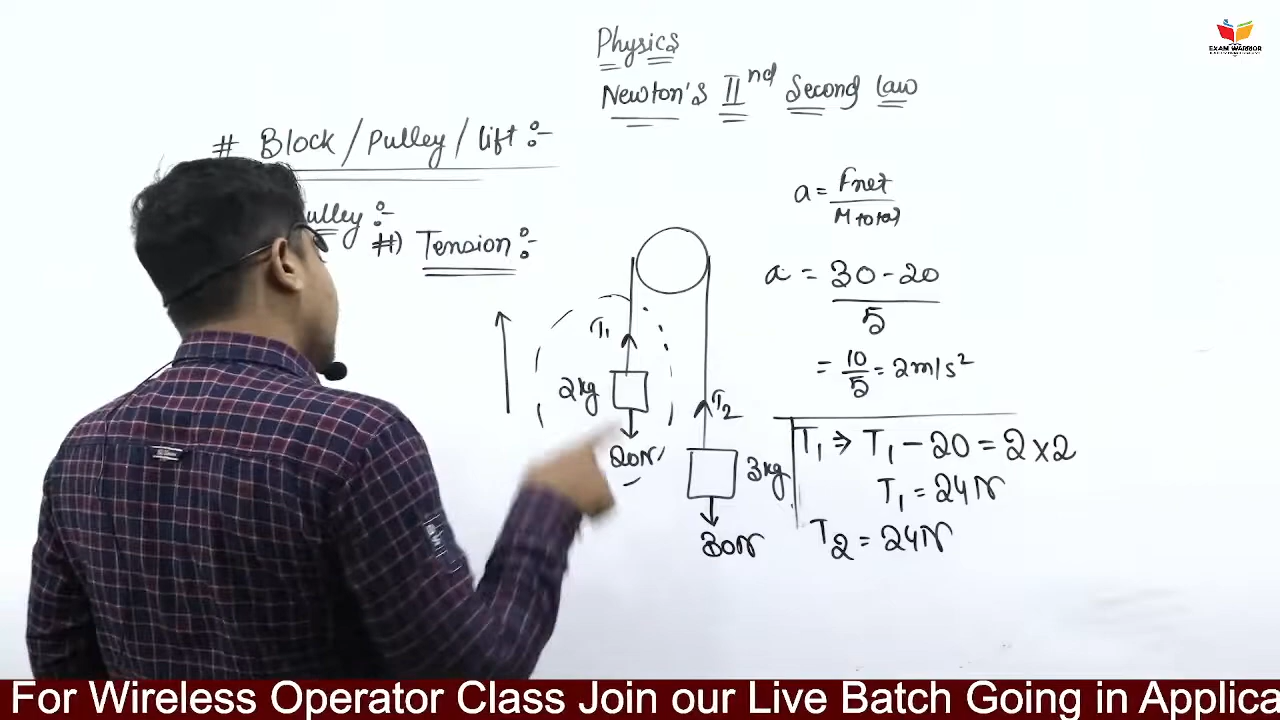 Physics
Newton's IInd Second Law
# Block / Pulley / lift :-
ulley :-
#) Tension :-
a = Fnet / M total
a = 30 - 20 / 5
= 10/5 = 2m/s²
T1
2kg
20N
T2
3kg
30N
T1 ⇒ T1 - 20 = 2 x 2
T1 = 24N
T2 = 24N
EXAM WARRIOR
For Wireless Operator Class Join our Live Batch Going in Applica